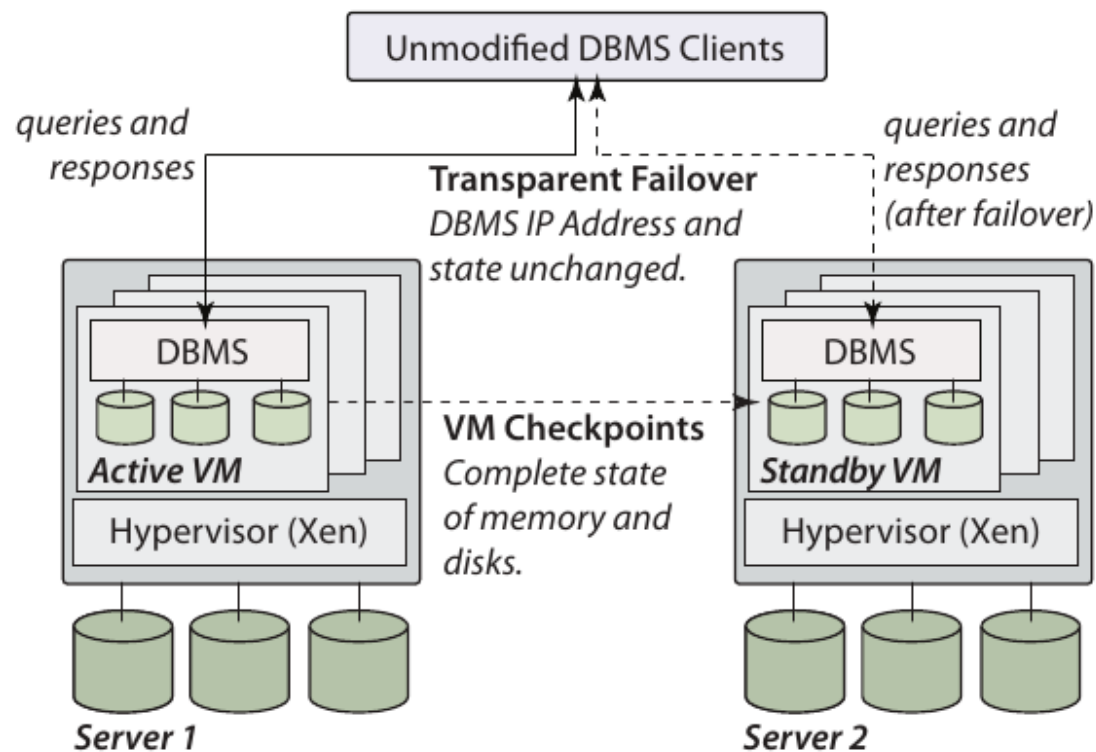 Unmodified DBMS Clients
queries and
responses
Transparent Failover
DBMS IP Address and
state unchanged.
queries and
responses
(after failover)
DBMS
Active VM
Hypervisor (Xen)
VM Checkpoints
Complete state
of memory and
disks.
DBMS
Standby VM
Hypervisor (Xen)
Server 1
Server 2